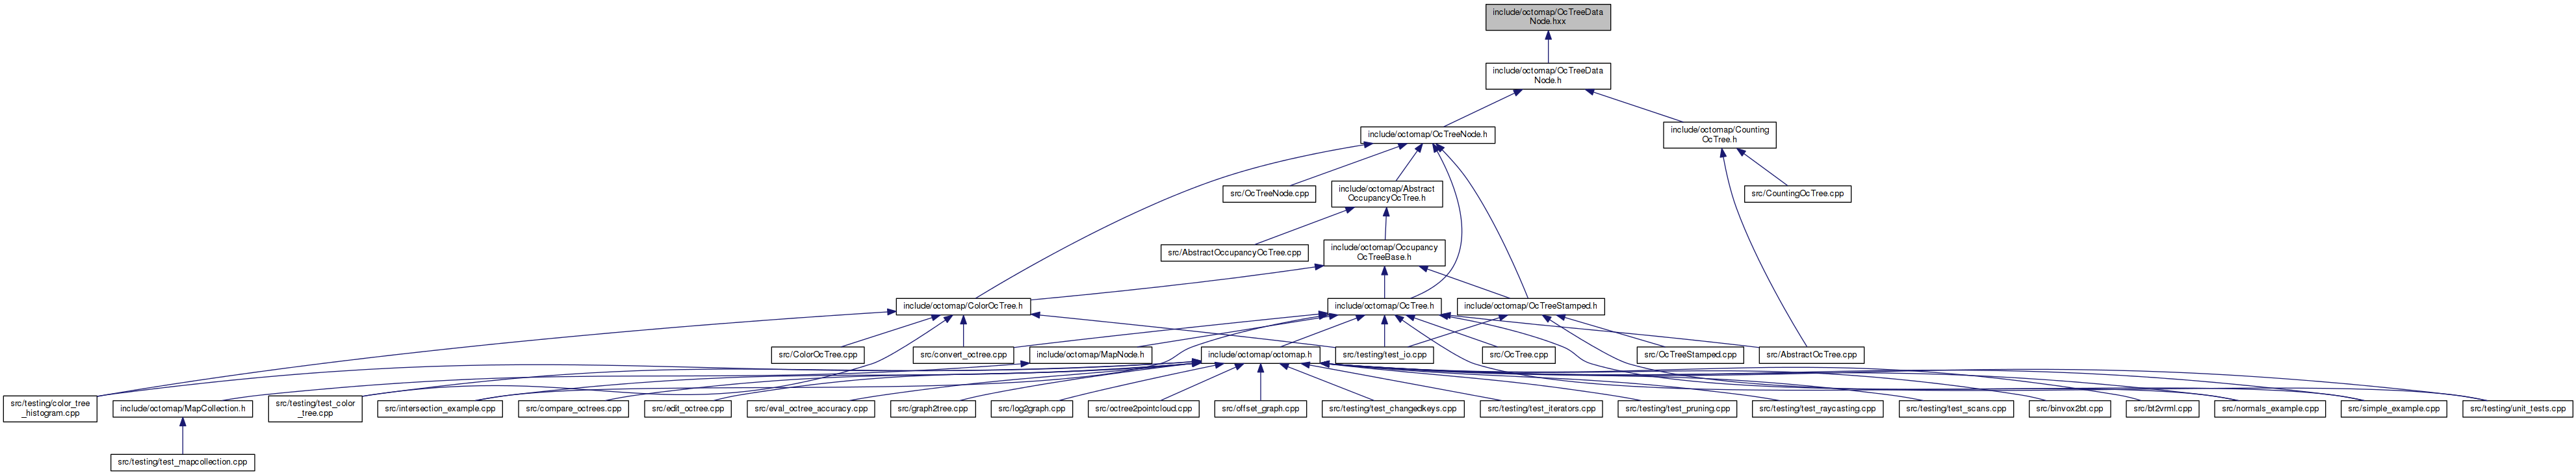 include/octomap/OcTreeData
Node.hxx
include/octomap/OcTreeData
Node.h
include/octomap/OcTreeNode.h
include/octomap/Counting
OcTree.h
src/OcTreeNode.cpp
include/octomap/Abstract
OccupancyOcTree.h
src/CountingOcTree.cpp
src/AbstractOccupancyOcTree.cpp
include/octomap/Occupancy
OcTreeBase.h
include/octomap/ColorOcTree.h
include/octomap/OcTree.h
include/octomap/OcTreeStamped.h
src/ColorOcTree.cpp
src/convert_octree.cpp
include/octomap/MapNode.h
include/octomap/octomap.h
src/testing/test_io.cpp
src/OcTree.cpp
src/OcTreeStamped.cpp
src/AbstractOcTree.cpp
src/testing/color_tree
_histogram.cpp
include/octomap/MapCollection.h
src/testing/test_color
_tree.cpp
src/intersection_example.cpp
src/compare_octrees.cpp
src/edit_octree.cpp
src/eval_octree_accuracy.cpp
src/graph2tree.cpp
src/log2graph.cpp
src/octree2pointcloud.cpp
src/offset_graph.cpp
src/testing/test_changedkeys.cpp
src/testing/test_iterators.cpp
src/testing/test_pruning.cpp
src/testing/test_raycasting.cpp
src/testing/test_scans.cpp
src/binvox2bt.cpp
src/bt2vrml.cpp
src/normals_example.cpp
src/simple_example.cpp
src/testing/unit_tests.cpp
src/testing/test_mapcollection.cpp